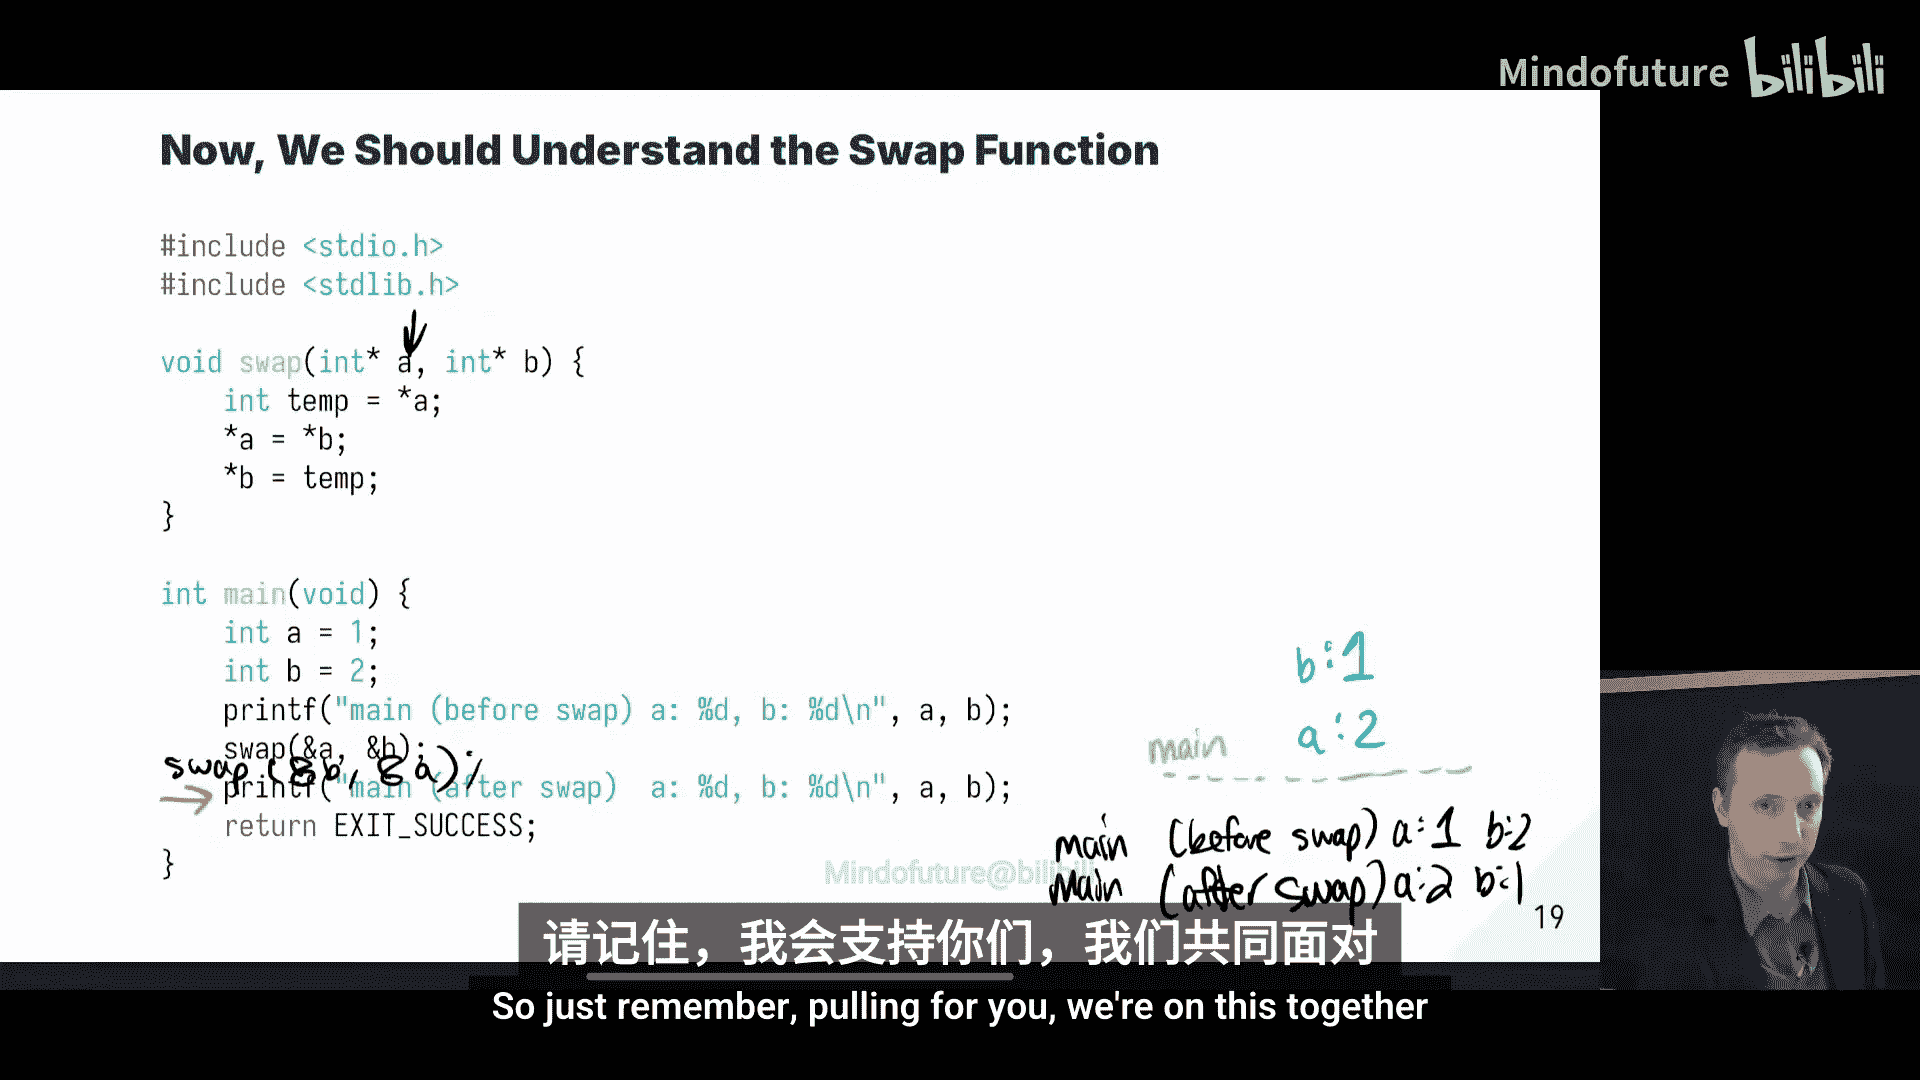 Mindofuture bilibili
Now, We Should Understand the Swap Function
#include <stdio.h>
#include <stdlib.h>
void swap(int* a, int* b) {
    int temp = *a;
    *a = *b;
    *b = temp;
}
int main(void) {
    int a = 1;
    int b = 2;
    printf("main (before swap) a: %d, b: %d\n", a, b);
    swap(&a, &b);
swap (&b, &a);
    printf("main (after swap)  a: %d, b: %d\n", a, b);
    return EXIT_SUCCESS;
}
b:1
main a:2
main (before swap) a:1 b:2
main (after swap) a:2 b:1
Mindofuture@bilibili
19
请记住，我会支持你们，我们共同面对
So just remember, pulling for you, we're on this together